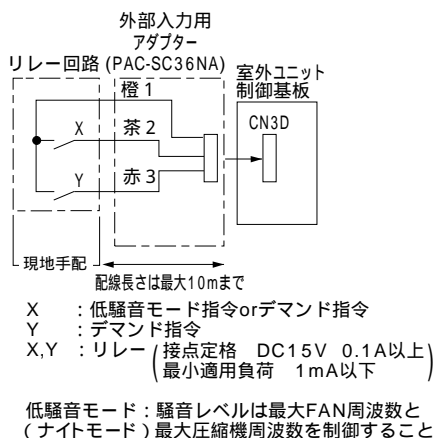 外部入力用
アダプター
リレー回路 (PAC-SC36NA)
室外ユニット
制御基板
橙 1
CN3D
X
茶 2
Y
赤 3
現地手配
配線長さは最大10mまで
X ：低騒音モード指令orデマンド指令
Y ：デマンド指令
X,Y ：リレー(接点定格 DC15V 0.1A以上
最小適用負荷 1mA以下)
低騒音モード：騒音レベルは最大FAN周波数と
(ナイトモード)最大圧縮機周波数を制御すること